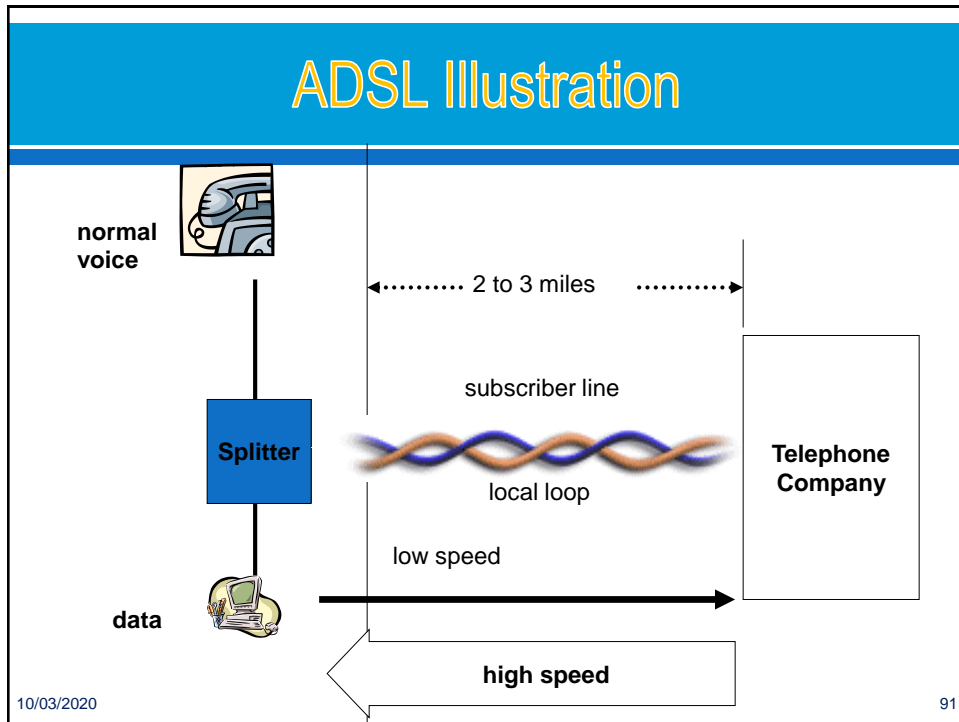 ADSL Illustration
normal
voice
2 to 3 miles
subscriber line
Splitter
Telephone
Company
local loop
low speed
data
high speed
10/03/2020
91